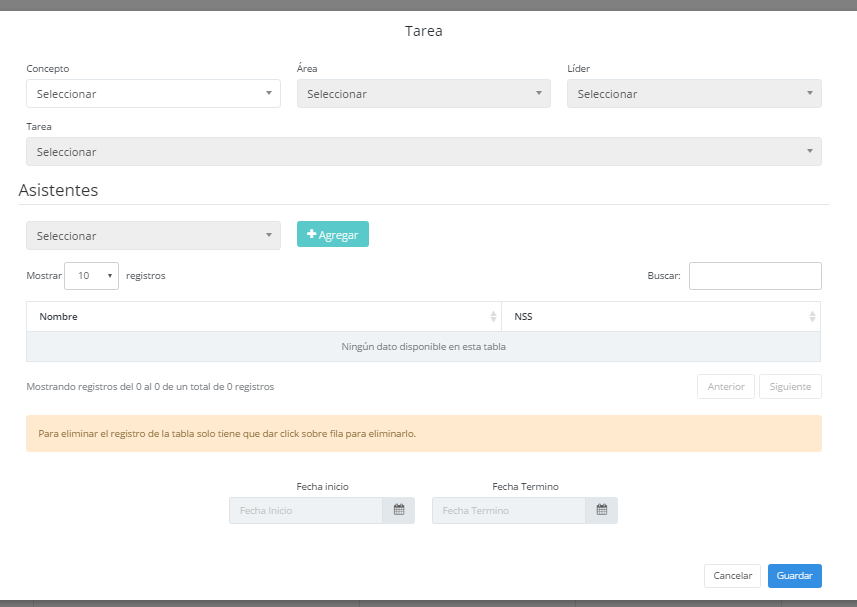 Tarea
Concepto Área Líder
Seleccionar Seleccionar Seleccionar
Tarea
Seleccionar
Asistentes
Seleccionar Agregar
Mostrar 10 registros Buscar:
Nombre NSS
Ningún dato disponible en esta tabla
Mostrando registros del 0 al 0 de un total de 0 registros Anterior Siguiente
Para eliminar el registro de la tabla solo tiene que dar click sobre fila para eliminarlo.
Fecha inicio Fecha Termino
Fecha Inicio Fecha Termino
Cancelar Guardar